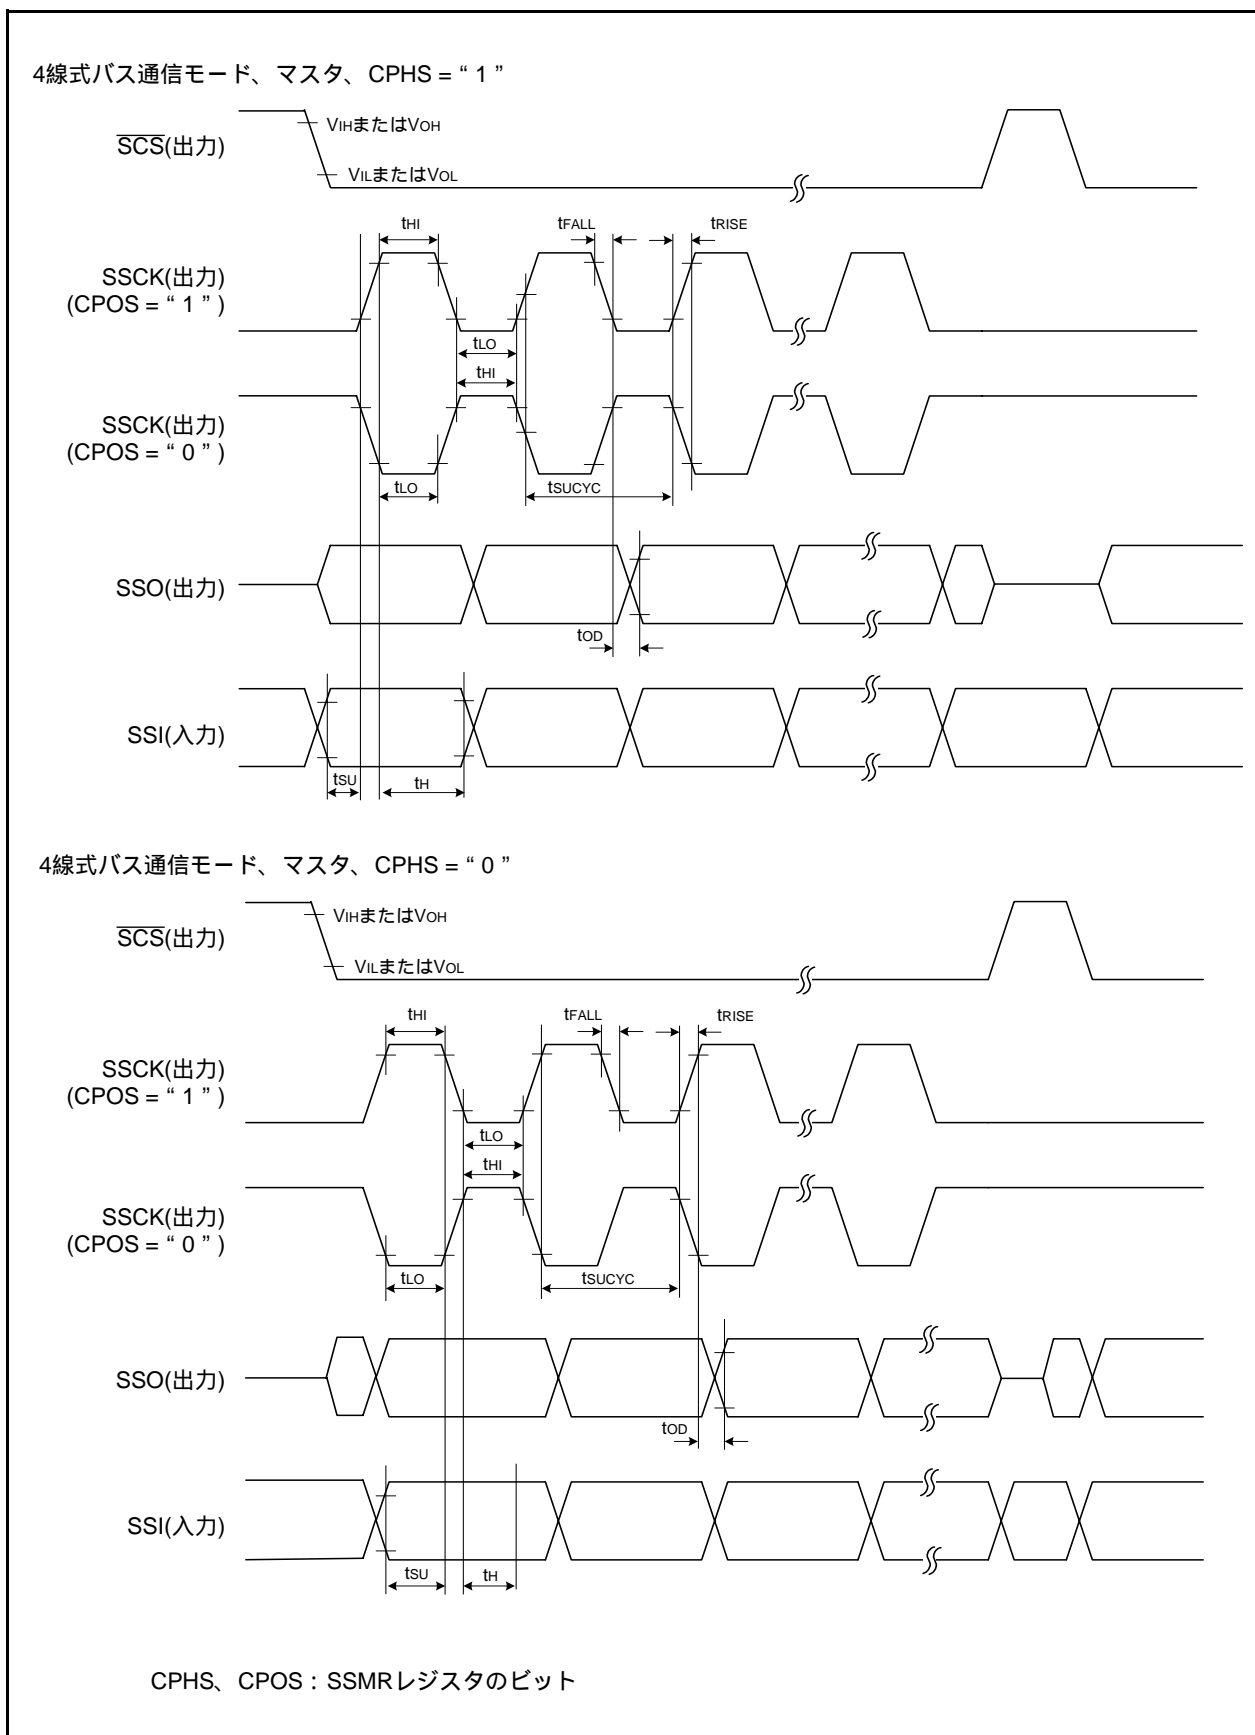 4線式バス通信モード、マスタ、CPHS = “ 1 ”
VIHまたはVOH
SCS(出力)
VILまたはVOL
tHI
tFALL
tRISE
SSCK(出力)
(CPOS = “ 1 ” )
tLO
tHI
SSCK(出力)
(CPOS = “ 0 ” )
tLO
tSUCYC
SSO(出力)
tOD
SSI(入力)
tSU
tH
4線式バス通信モード、マスタ、CPHS = “ 0 ”
VIHまたはVOH
SCS(出力)
VILまたはVOL
tHI
tFALL
tRISE
SSCK(出力)
(CPOS = “ 1 ” )
tLO
tHI
SSCK(出力)
(CPOS = “ 0 ” )
tLO
tSUCYC
SSO(出力)
tOD
SSI(入力)
tSU
tH
CPHS、CPOS：SSMRレジスタのビット